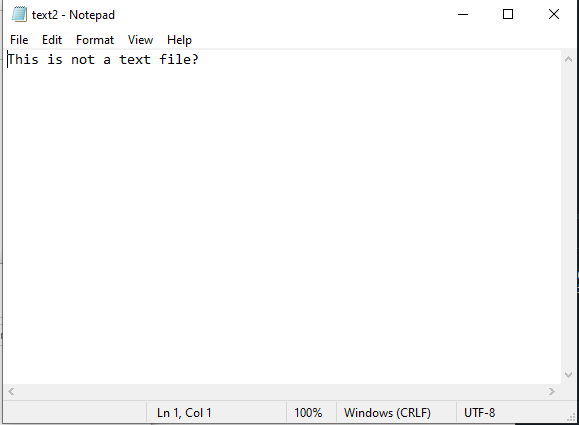 text2 - Notepad
File Edit Format View Help
This is not a text file?
Ln 1, Col 1 100% Windows (CRLF) UTF-8